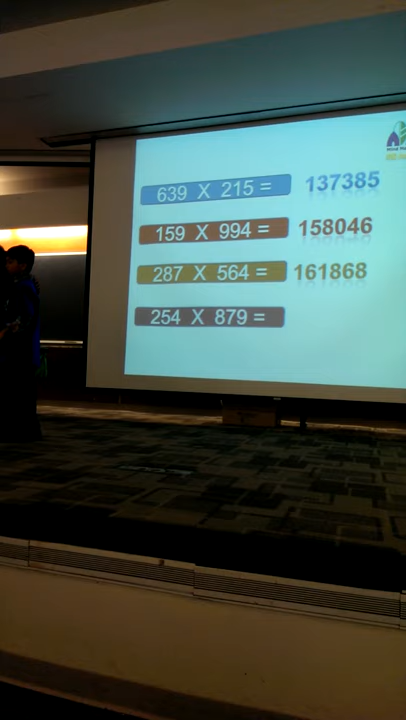 639 X 215 = 137385
159 X 994 = 158046
287 X 564 = 161868
254 X 879 =